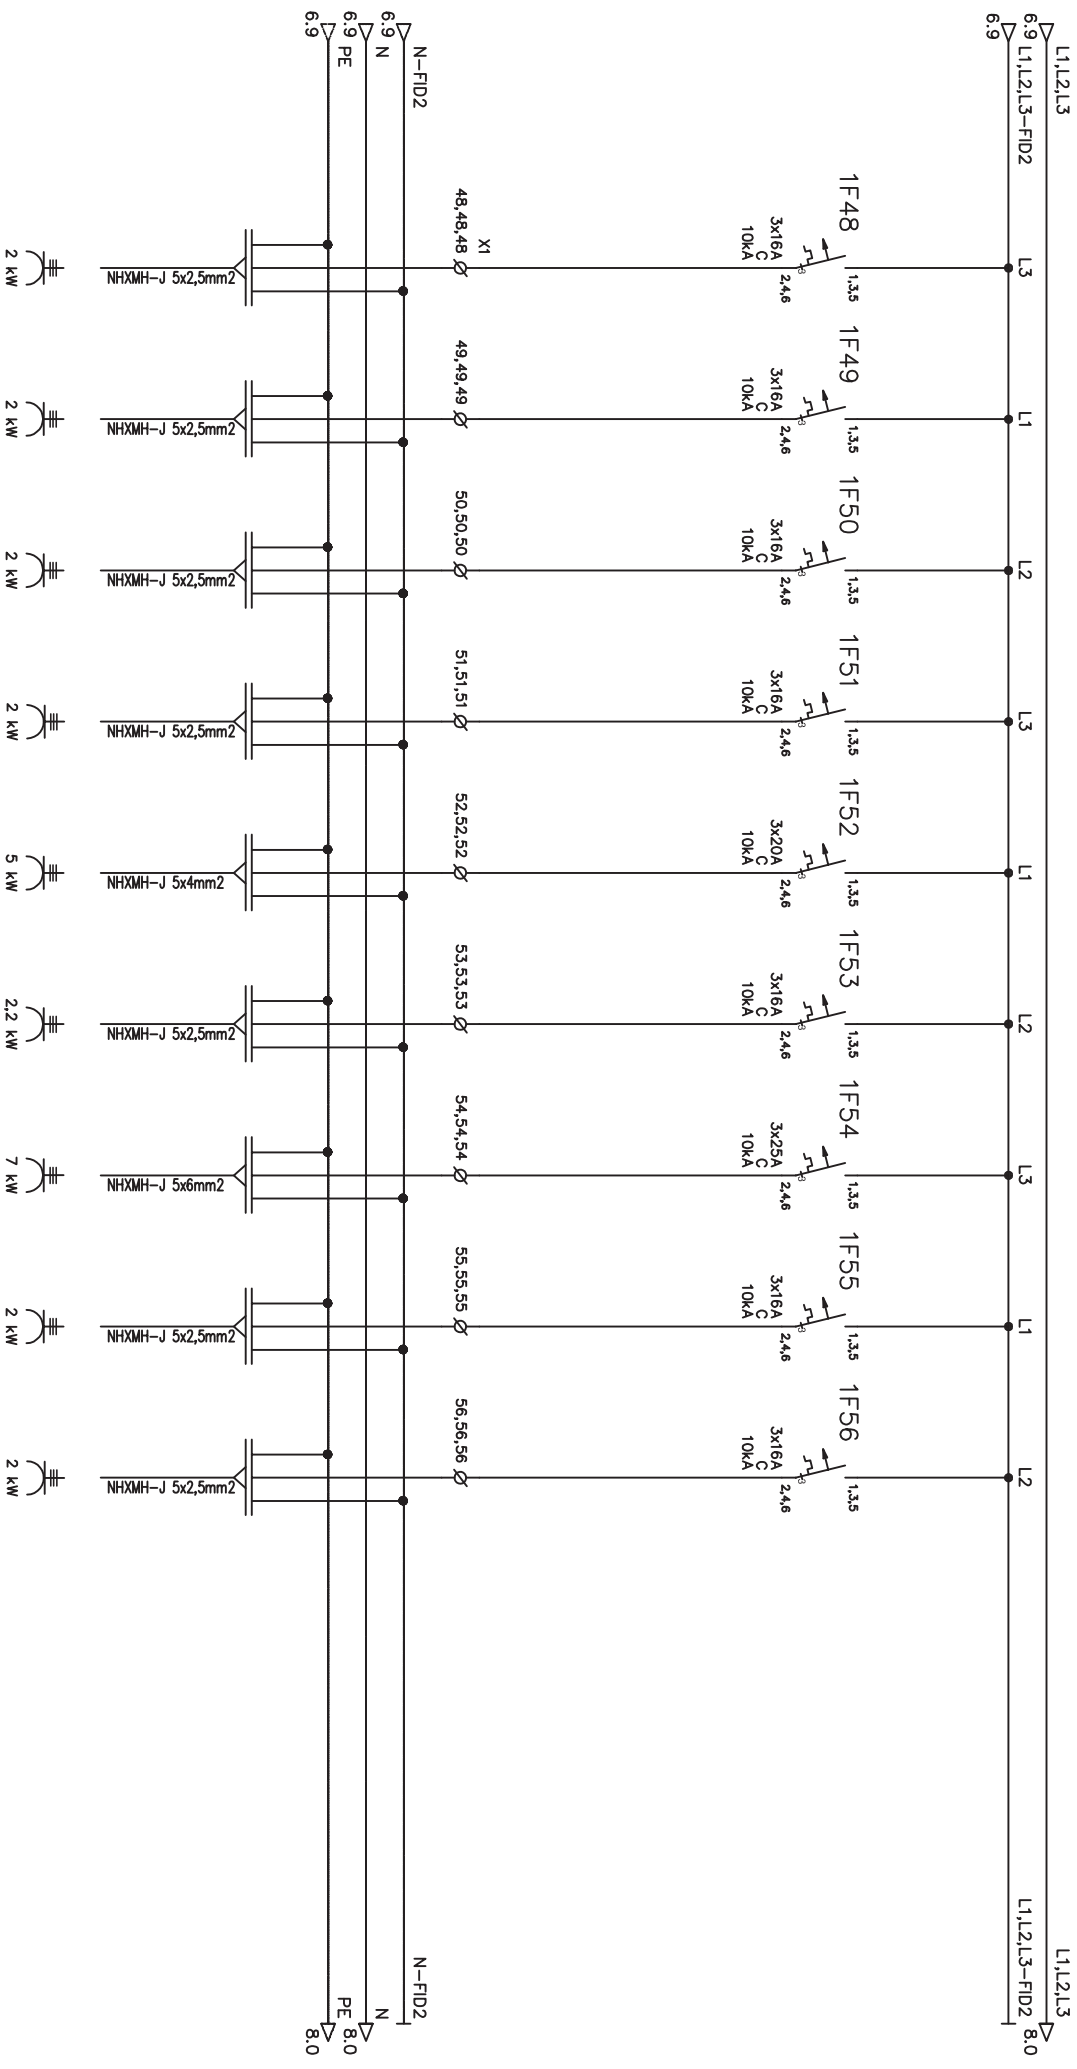 L1,L2,L3
6.9
L1,L2,L3-FID2
6.9
L1,L2,L3
8.0
L1,L2,L3-FID2
L3
L1
L2
L3
L1
L2
L3
L1
L2
1F48
1,3,5
3x16A
C
10kA
2,4,6
1F49
1,3,5
3x16A
C
10kA
2,4,6
1F50
1,3,5
3x16A
C
10kA
2,4,6
1F51
1,3,5
3x16A
C
10kA
2,4,6
1F52
1,3,5
3x20A
C
10kA
2,4,6
1F53
1,3,5
3x16A
C
10kA
2,4,6
1F54
1,3,5
3x25A
C
10kA
2,4,6
1F55
1,3,5
3x16A
C
10kA
2,4,6
1F56
1,3,5
3x16A
C
10kA
2,4,6
X1
48,48,48
49,49,49
50,50,50
51,51,51
52,52,52
53,53,53
54,54,54
55,55,55
56,56,56
N-FID2
6.9
N
6.9
PE
6.9
N-FID2
N
8.0
PE
8.0
NHXMH-J 5x2,5mm2
NHXMH-J 5x2,5mm2
NHXMH-J 5x2,5mm2
NHXMH-J 5x2,5mm2
NHXMH-J 5x4mm2
NHXMH-J 5x2,5mm2
NHXMH-J 5x6mm2
NHXMH-J 5x2,5mm2
NHXMH-J 5x2,5mm2
2 kW
2 kW
2 kW
2 kW
5 kW
2,2 kW
7 kW
2 kW
2 kW